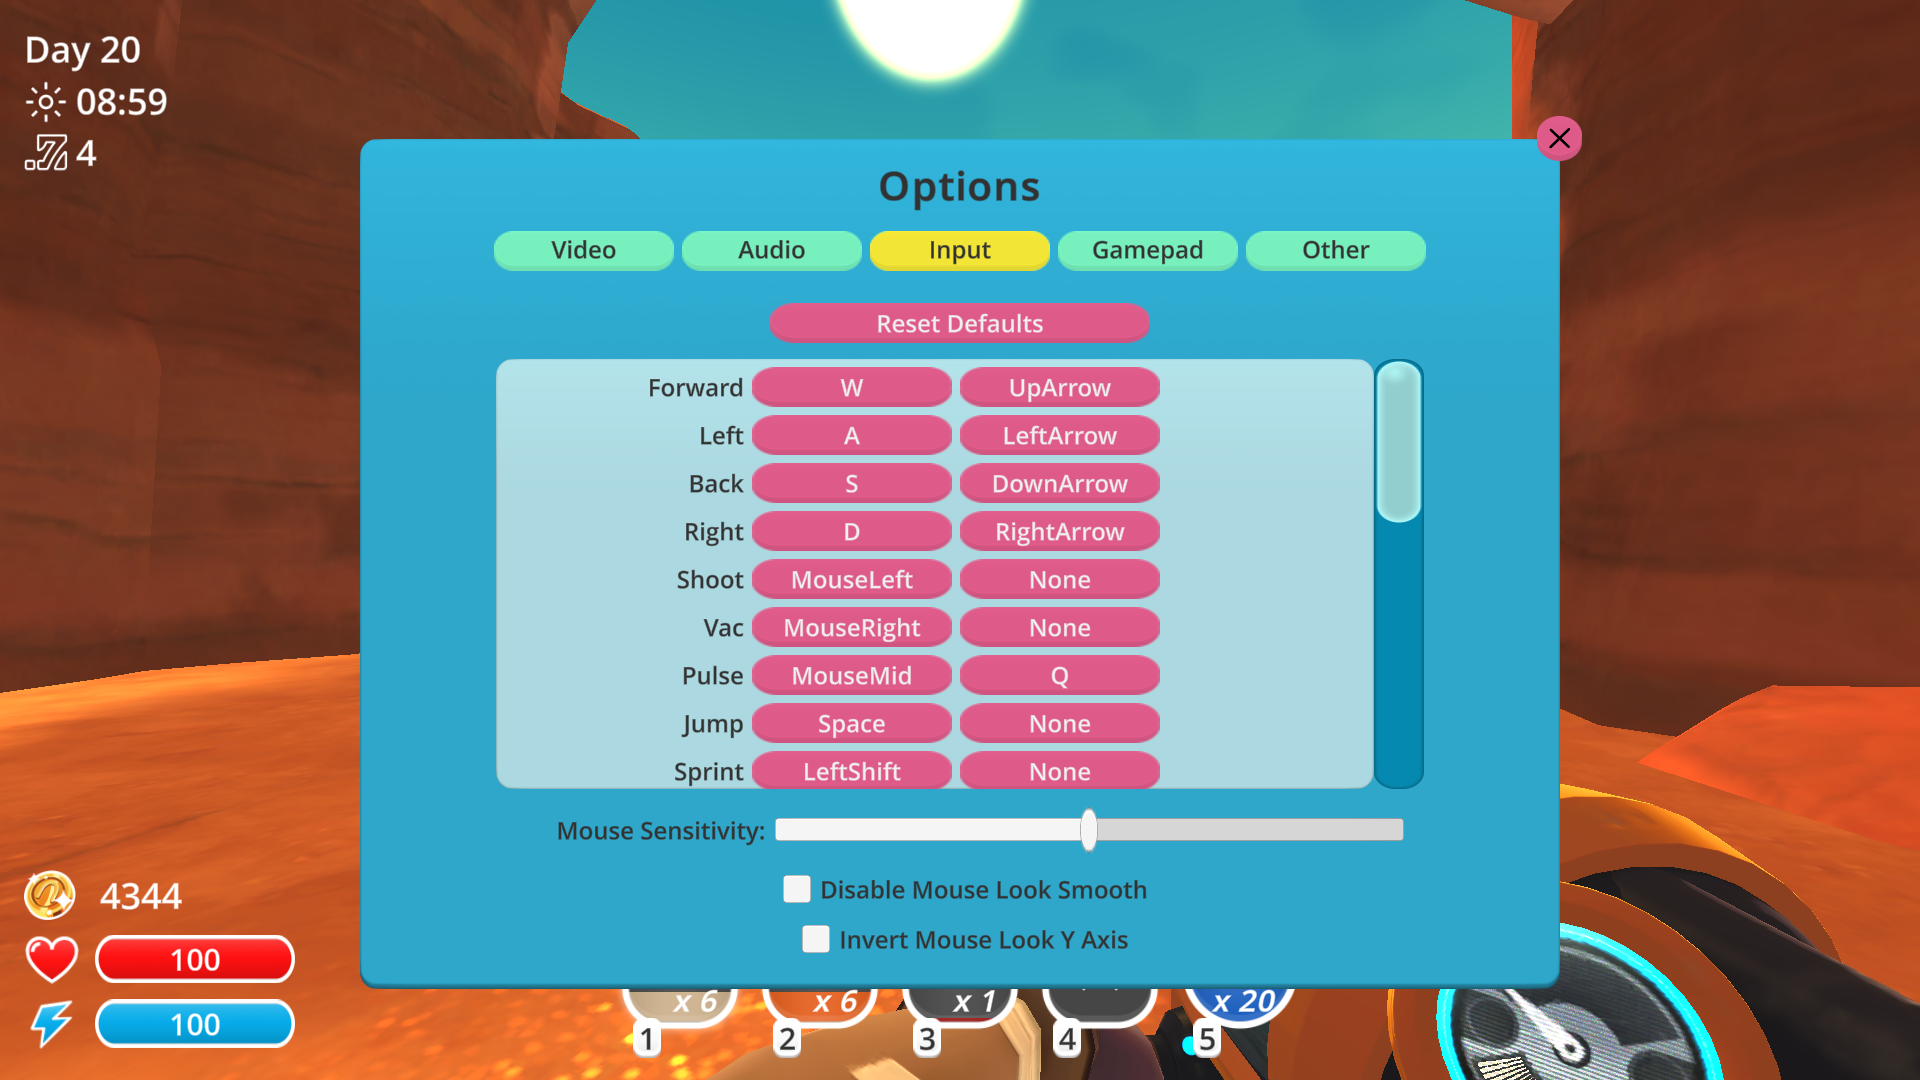 Day 20
08:59
4
Options
Video Audio Input Gamepad Other
Reset Defaults
Forward W UpArrow
Left A LeftArrow
Back S DownArrow
Right D RightArrow
Shoot MouseLeft None
Vac MouseRight None
Pulse MouseMid Q
Jump Space None
Sprint LeftShift None
Mouse Sensitivity:
Disable Mouse Look Smooth
Invert Mouse Look Y Axis
4344
100
100
x 6 x 6 x 1 x 20
1 2 3 4 5